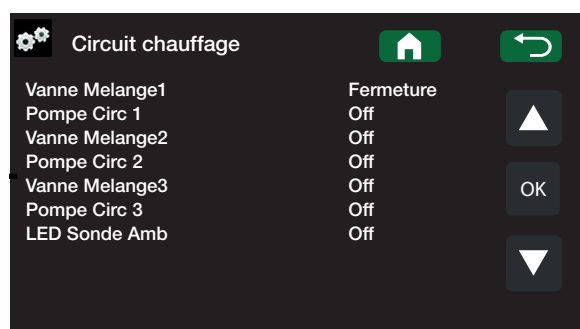 Circuit chauffage
Vanne Melange1 Fermeture
Pompe Circ 1 Off
Vanne Melange2 Off
Pompe Circ 2 Off
Vanne Melange3 Off
OK
Pompe Circ 3 Off
LED Sonde Amb Off